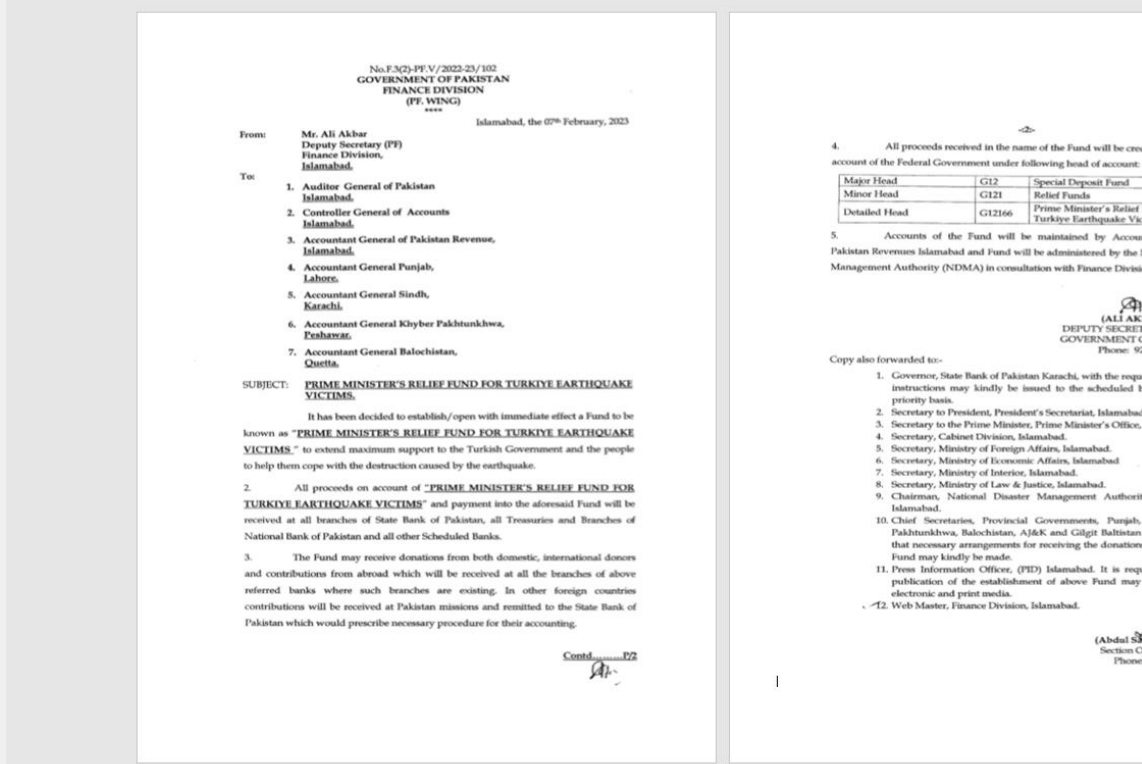 No.F.3(2)-PF.V/2022-23/102
GOVERNMENT OF PAKISTAN
FINANCE DIVISION
(PF. WING)
****
Islamabad, the 07th February, 2023
From: Mr. Ali Akbar
Deputy Secretary (PF)
Finance Division,
Islamabad.
To:
1. Auditor General of Pakistan
Islamabad.
2. Controller General of Accounts
Islamabad.
3. Accountant General of Pakistan Revenue,
Islamabad.
4. Accountant General Punjab,
Lahore.
5. Accountant General Sindh,
Karachi.
6. Accountant General Khyber Pakhtunkhwa,
Peshawar.
7. Accountant General Balochistan,
Quetta.
SUBJECT: PRIME MINISTER'S RELIEF FUND FOR TURKIYE EARTHQUAKE
VICTIMS.
It has been decided to establish/open with immediate effect a Fund to be
known as "PRIME MINISTER'S RELIEF FUND FOR TURKIYE EARTHQUAKE
VICTIMS " to extend maximum support to the Turkish Government and the people
to help them cope with the destruction caused by the earthquake.
2. All proceeds on account of "PRIME MINISTER'S RELIEF FUND FOR
TURKIYE EARTHQUAKE VICTIMS" and payment into the aforesaid Fund will be
received at all branches of State Bank of Pakistan, all Treasuries and Branches of
National Bank of Pakistan and all other Scheduled Banks.
3. The Fund may receive donations from both domestic, international donors
and contributions from abroad which will be received at all the branches of above
referred banks where such branches are existing. In other foreign countries
contributions will be received at Pakistan missions and remitted to the State Bank of
Pakistan which would prescribe necessary procedure for their accounting.
Contd.........P/2
-2-
4. All proceeds received in the name of the Fund will be cre
account of the Federal Government under following head of account:
Major Head G12 Special Deposit Fund
Minor Head G121 Relief Funds
Detailed Head G12166 Prime Minister's Relief
Turkiye Earthquake Vic
5. Accounts of the Fund will be maintained by Accou
Pakistan Revenues Islamabad and Fund will be administered by the
Management Authority (NDMA) in consultation with Finance Divisi
(ALI AK
DEPUTY SECRET
GOVERNMENT
Phone: 92
Copy also forwarded to:-
1. Governor, State Bank of Pakistan Karachi, with the requ
instructions may kindly be issued to the scheduled
priority basis.
2. Secretary to President, President's Secretariat, Islamabad
3. Secretary to the Prime Minister, Prime Minister's Office,
4. Secretary, Cabinet Division, Islamabad.
5. Secretary, Ministry of Foreign Affairs, Islamabad.
6. Secretary, Ministry of Economic Affairs, Islamabad
7. Secretary, Ministry of Interior, Islamabad.
8. Secretary, Ministry of Law & Justice, Islamabad.
9. Chairman, National Disaster Management Authorit
Islamabad.
10. Chief Secretaries, Provincial Governments, Punjab,
Pakhtunkhwa, Balochistan, AJ&K and Gilgit Baltistan
that necessary arrangements for receiving the donation
Fund may kindly be made.
11. Press Information Officer, (PID) Islamabad. It is requ
publication of the establishment of above Fund may
electronic and print media.
12. Web Master, Finance Division, Islamabad.
(Abdul
Section
Phone